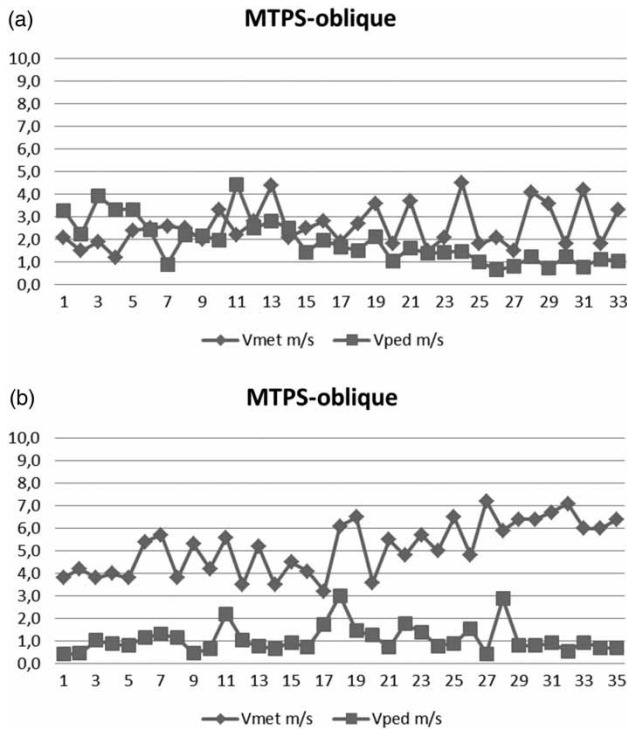 (a)
MTPS-oblique
10,0
9,0
8,0
7,0
6,0
5,0
4,0
3,0
2,0
1,0
0,0
1 3 5 7 9 11 13 15 17 19 21 23 25 27 29 31 33
Vmet m/s Vped m/s
(b)
MTPS-oblique
10,0
9,0
8,0
7,0
6,0
5,0
4,0
3,0
2,0
1,0
0,0
1 3 5 7 9 11 13 15 17 19 21 23 25 27 29 31 33 35
Vmet m/s Vped m/s